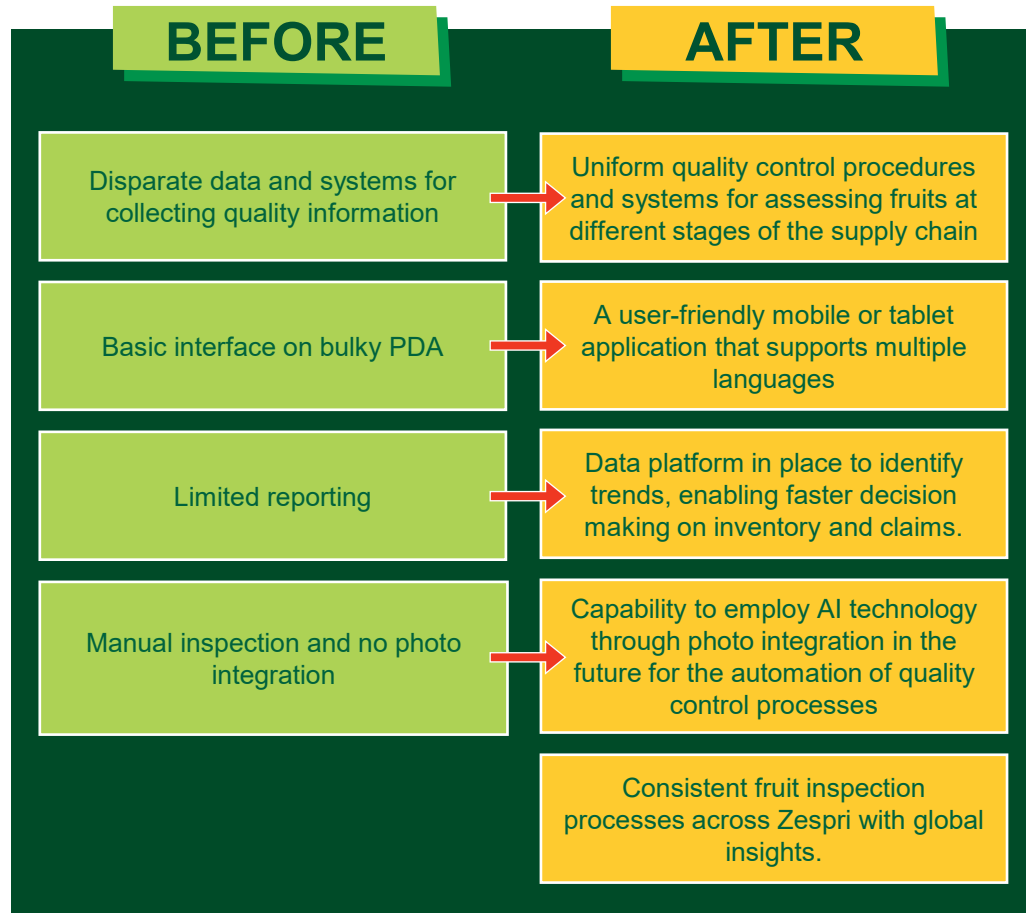 BEFORE
AFTER
Disparate data and systems for
collecting quality information
Uniform quality control procedures
and systems for assessing fruits at
different stages of the supply chain
Basic interface on bulky PDA
A user-friendly mobile or tablet
application that supports multiple
languages
Limited reporting
Data platform in place to identify
trends, enabling faster decision
making on inventory and claims.
Manual inspection and no photo
integration
Capability to employ AI technology
through photo integration in the
future for the automation of quality
control processes
Consistent fruit inspection
processes across Zespri with global
insights.